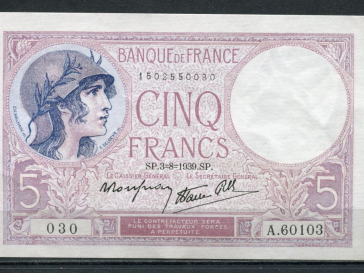 BANQUE DE FRANCE
1502550030
CINQ
FRANCS
SP.3=8=1939.SP.
LE CAISSIER GÉNÉRAL LE SECRÉTAIRE GÉNÉRAL
5 5
030 A.60103
LE CONTREFACTEUR SERA
PUNI DES TRAVAUX FORCÉS
A PERPÉTUITÉ